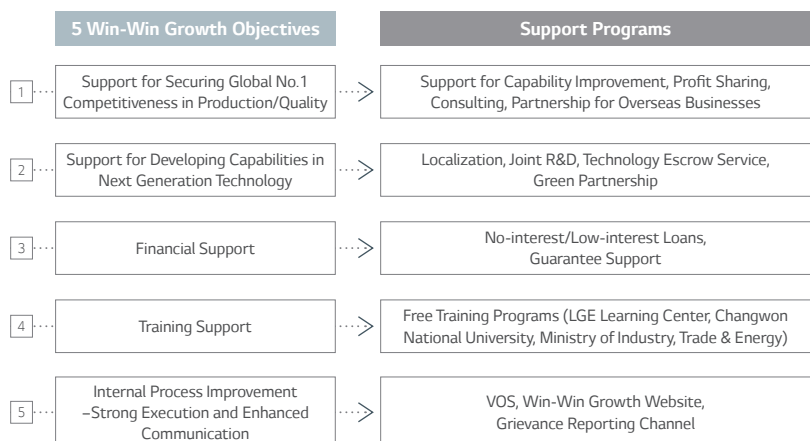 5 Win-Win Growth Objectives
Support Programs
1
Support for Securing Global No.1
Competitiveness in Production/Quality
Support for Capability Improvement, Profit Sharing,
Consulting, Partnership for Overseas Businesses
2
Support for Developing Capabilities in
Next Generation Technology
Localization, Joint R&D, Technology Escrow Service,
Green Partnership
3
Financial Support
No-interest/Low-interest Loans,
Guarantee Support
4
Training Support
Free Training Programs (LGE Learning Center, Changwon
National University, Ministry of Industry, Trade & Energy)
5
Internal Process Improvement
–Strong Execution and Enhanced
Communication
VOS, Win-Win Growth Website,
Grievance Reporting Channel